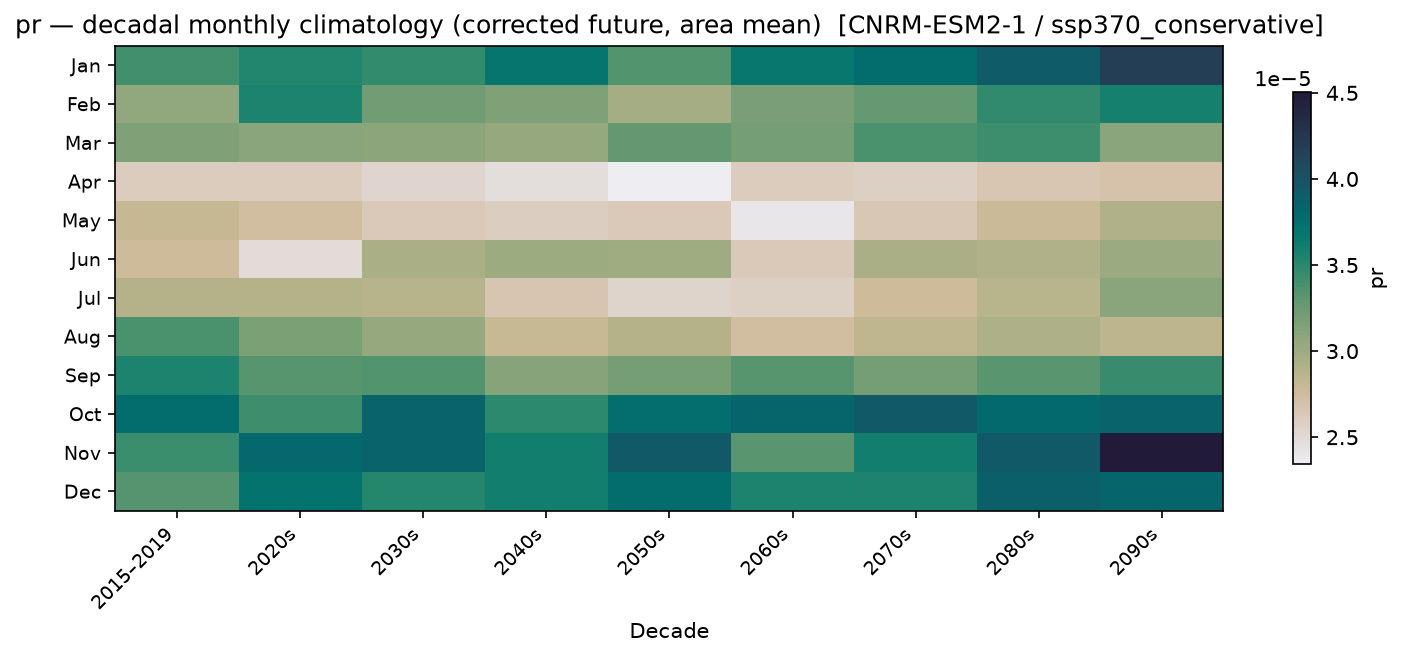 pr — decadal monthly climatology (corrected future, area mean)  [CNRM-ESM2-1 / ssp370_conservative]
Jan
Feb
Mar
Apr
May
Jun
Jul
Aug
Sep
Oct
Nov
Dec
2015–2019
2020s
2030s
2040s
2050s
2060s
2070s
2080s
2090s
Decade
1e−5
4.5
4.0
3.5
3.0
2.5
pr